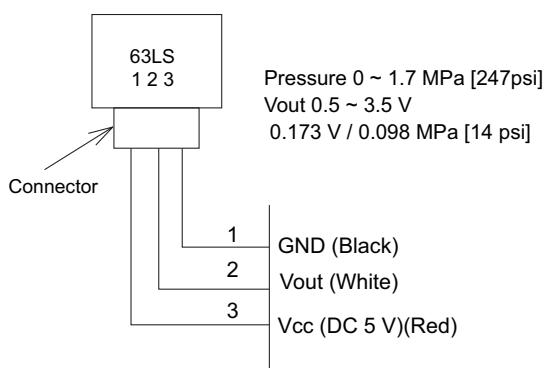 63LS
1 2 3
Pressure 0 ~ 1.7 MPa [247psi]
Vout 0.5 ~ 3.5 V
0.173 V / 0.098 MPa [14 psi]
Connector
1
GND (Black)
2
Vout (White)
3
Vcc (DC 5 V)(Red)